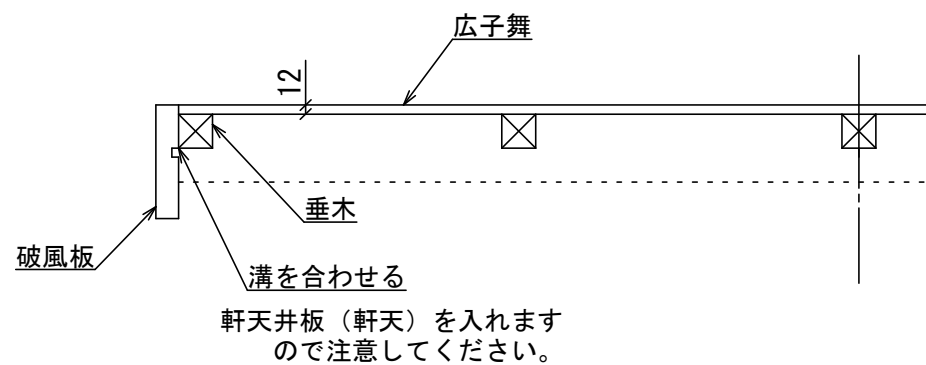 広子舞
12
垂木
破風板
溝を合わせる
軒天井板（軒天）を入れます
ので注意してください。